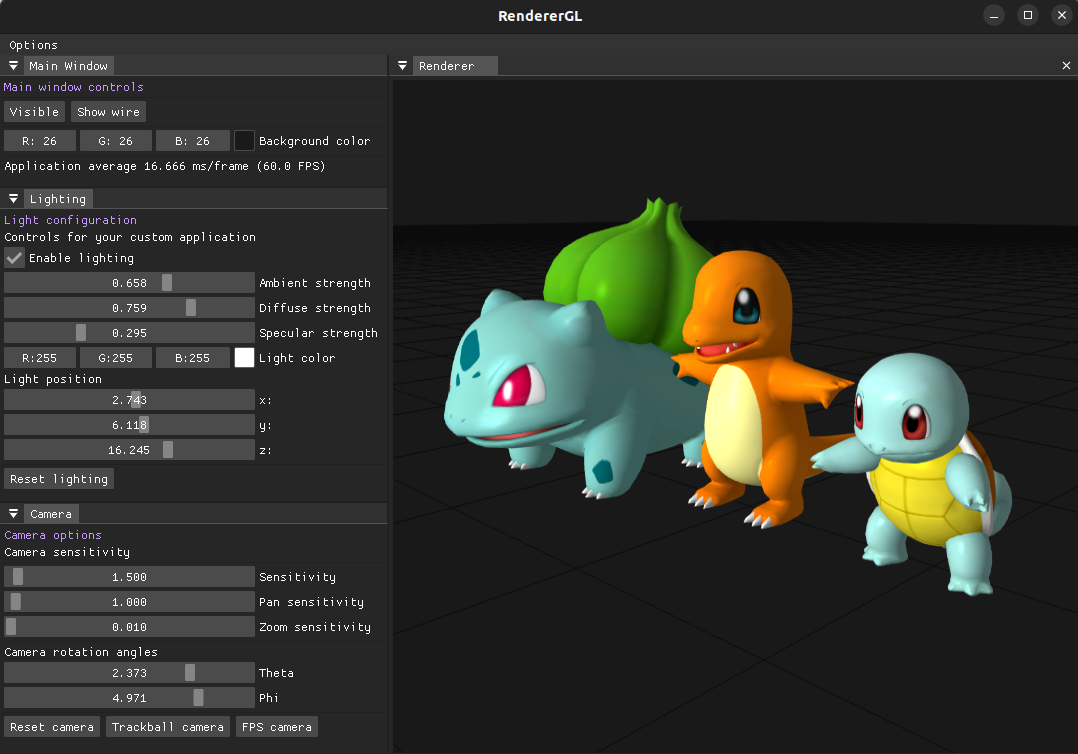 RendererGL
Options
Main Window
Main window controls
Visible Show wire
R: 26 G: 26 B: 26 Background color
Application average 16.666 ms/frame (60.0 FPS)
Lighting
Light configuration
Controls for your custom application
Enable lighting
0.658 Ambient strength
0.759 Diffuse strength
0.295 Specular strength
R:255 G:255 B:255 Light color
Light position
2.743 x:
6.118 y:
16.245 z:
Reset lighting
Camera
Camera options
Camera sensitivity
1.500 Sensitivity
1.000 Pan sensitivity
0.010 Zoom sensitivity
Camera rotation angles
2.373 Theta
4.971 Phi
Reset camera Trackball camera FPS camera
Renderer